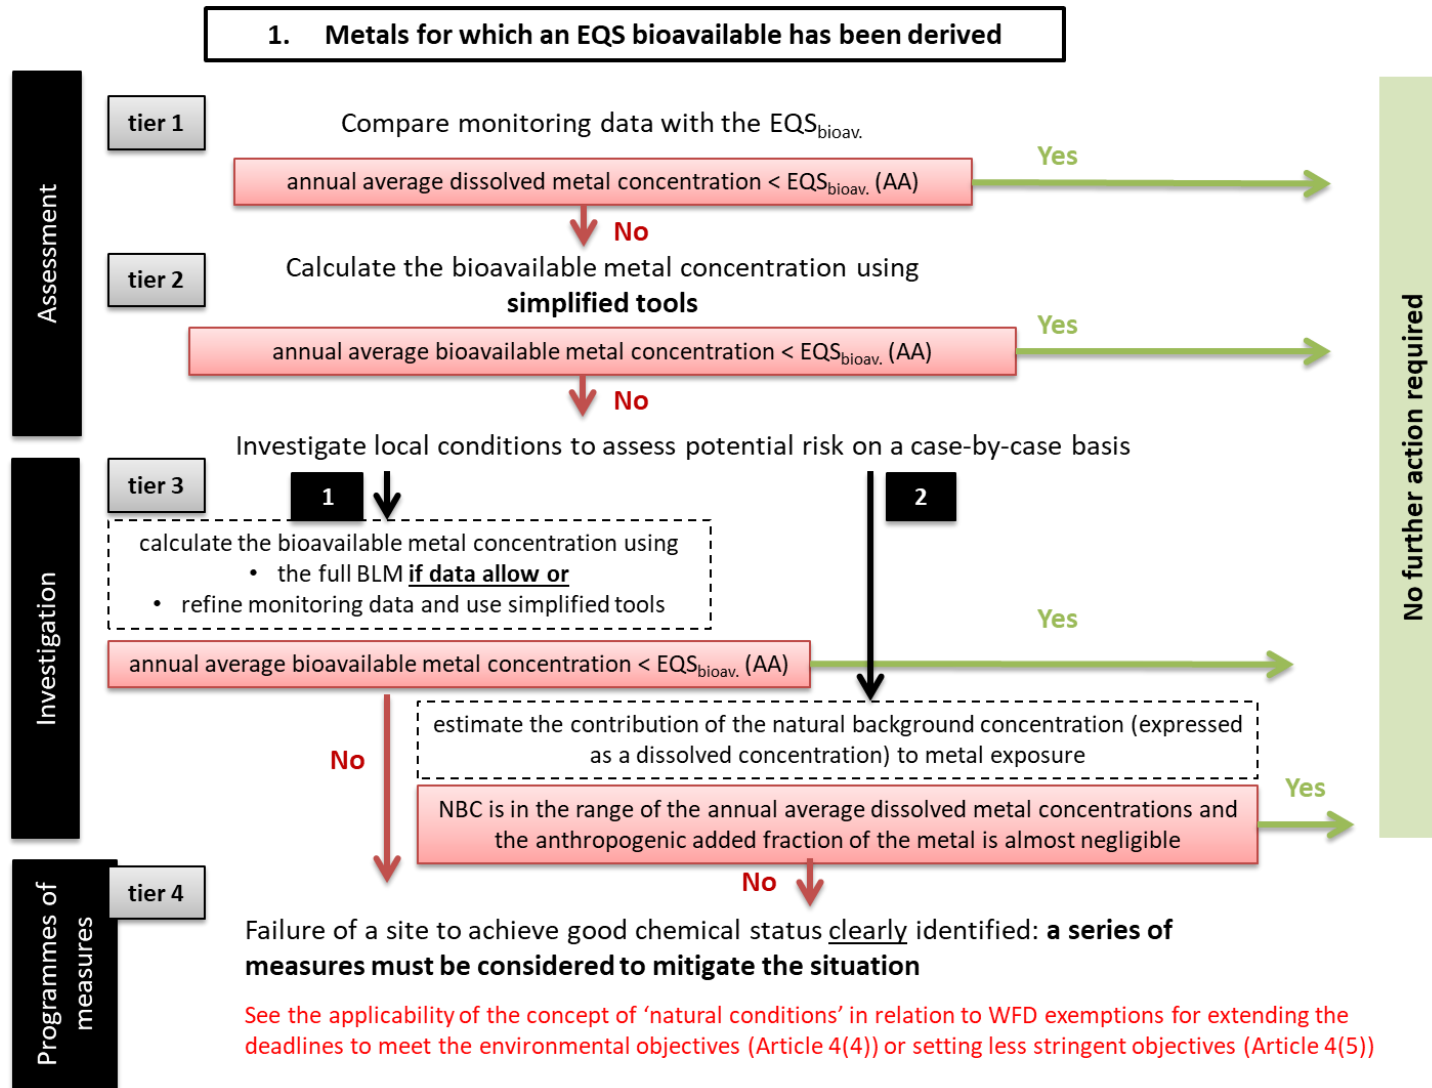 1. Metals for which an EQS bioavailable has been derived
Assessment
tier 1
Compare monitoring data with the EQSbioav.
annual average dissolved metal concentration < EQSbioav. (AA)
Yes
No
tier 2
Calculate the bioavailable metal concentration using
simplified tools
annual average bioavailable metal concentration < EQSbioav. (AA)
Yes
No
Investigate local conditions to assess potential risk on a case-by-case basis
Investigation
tier 3
1
2
calculate the bioavailable metal concentration using
• the full BLM if data allow or
• refine monitoring data and use simplified tools
annual average bioavailable metal concentration < EQSbioav. (AA)
Yes
No
estimate the contribution of the natural background concentration (expressed
as a dissolved concentration) to metal exposure
NBC is in the range of the annual average dissolved metal concentrations and
the anthropogenic added fraction of the metal is almost negligible
Yes
No
No further action required
Programmes of
measures
tier 4
Failure of a site to achieve good chemical status clearly identified: a series of
measures must be considered to mitigate the situation
See the applicability of the concept of ‘natural conditions’ in relation to WFD exemptions for extending the
deadlines to meet the environmental objectives (Article 4(4)) or setting less stringent objectives (Article 4(5))